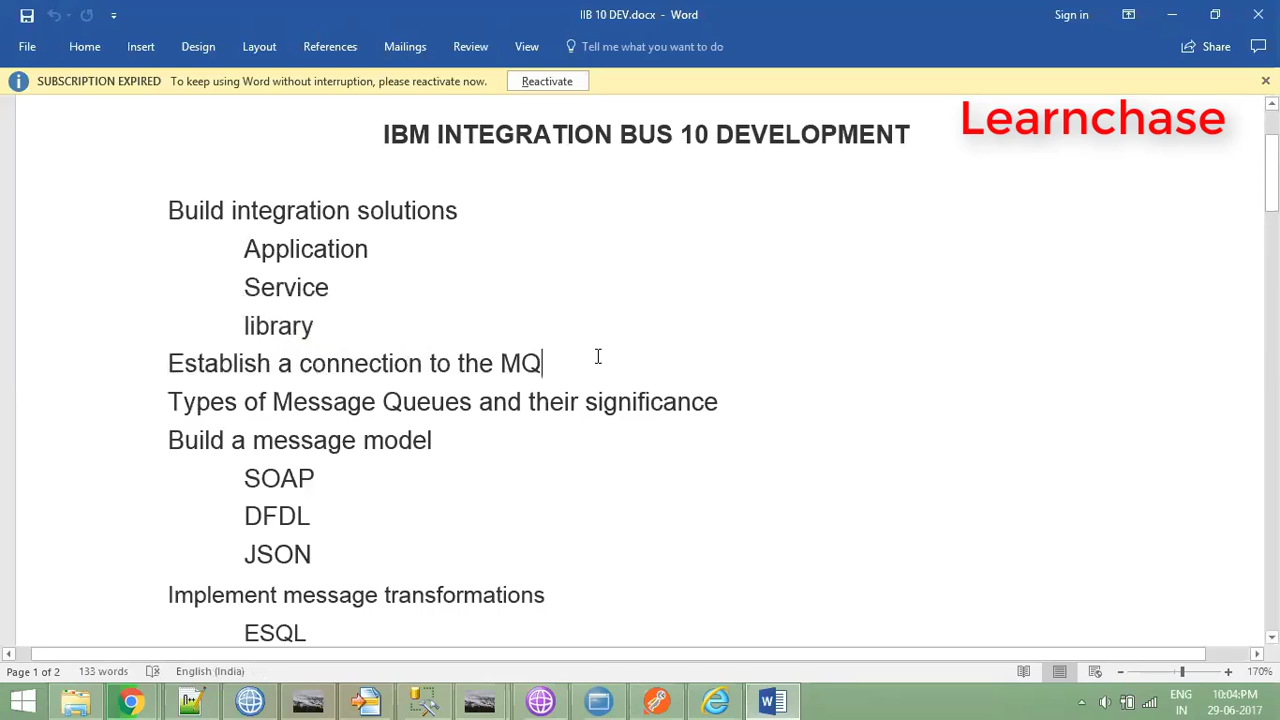 IIB 10 DEV.docx - Word
Sign in
File Home Insert Design Layout References Mailings Review View Tell me what you want to do Share
SUBSCRIPTION EXPIRED To keep using Word without interruption, please reactivate now. Reactivate
Learnchase
IBM INTEGRATION BUS 10 DEVELOPMENT
Build integration solutions
Application
Service
library
Establish a connection to the MQ
Types of Message Queues and their significance
Build a message model
SOAP
DFDL
JSON
Implement message transformations
ESQL
Page 1 of 2 133 words English (India) 170%
ENG 10:04 PM
IN 29-06-2017